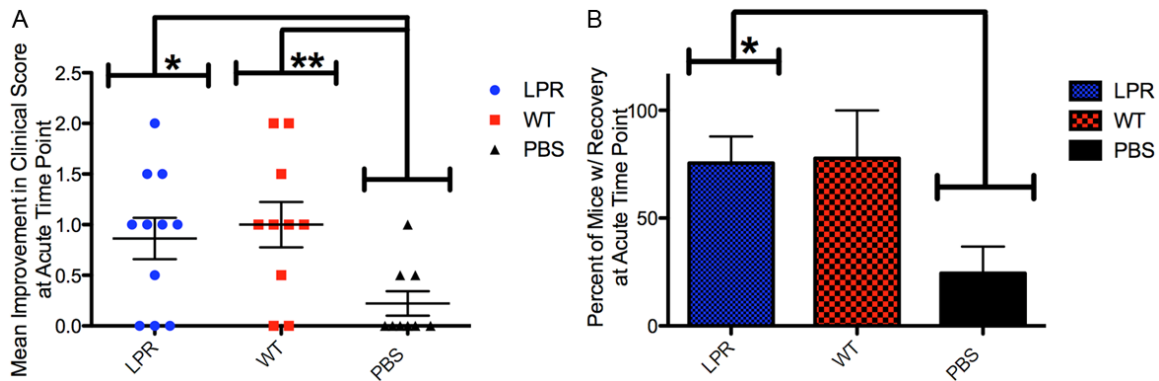 A
Mean Improvement in Clinical Score
at Acute Time Point
2.5
2.0
1.5
1.0
0.5
0.0
*
**
LPR
WT
PBS
LPR
WT
PBS
B
Percent of Mice w/ Recovery
at Acute Time Point
100
50
0
*
LPR
WT
PBS
LPR
WT
PBS